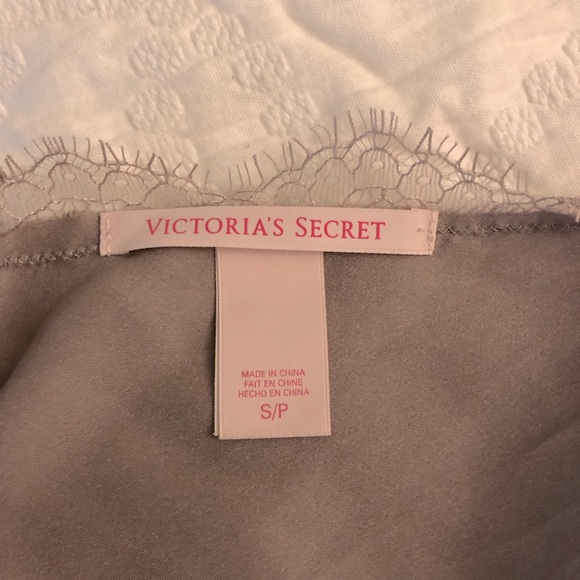 VICTORIA'S SECRET
MADE IN CHINA
FAIT EN CHINE
HECHO EN CHINA
S/P